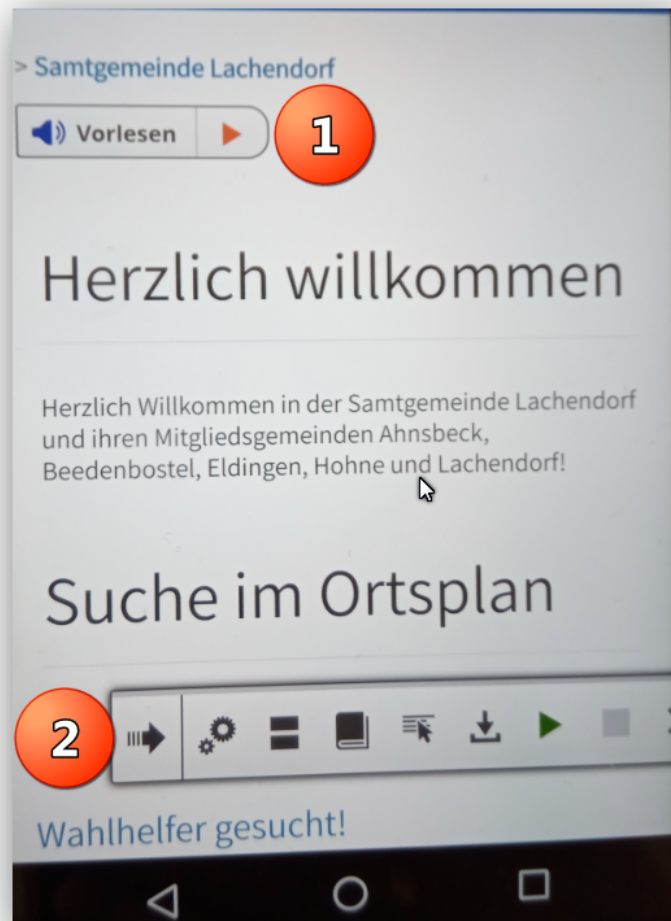 > Samtgemeinde Lachendorf
Vorlesen
1
Herzlich willkommen
Herzlich Willkommen in der Samtgemeinde Lachendorf
und ihren Mitgliedsgemeinden Ahnsbeck,
Beedenbostel, Eldingen, Hohne und Lachendorf!
Suche im Ortsplan
2
Wahlhelfer gesucht!